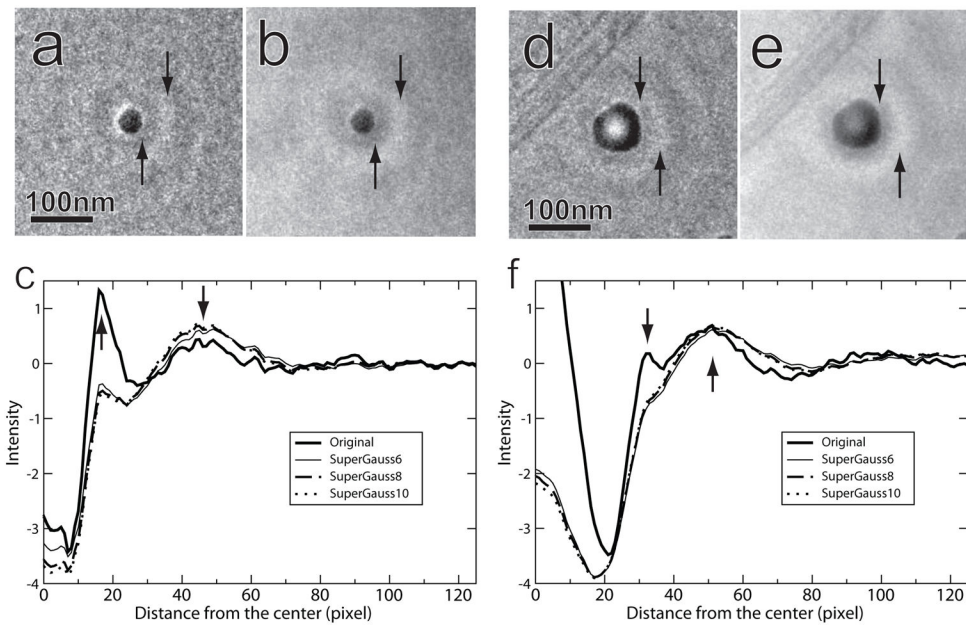 a
b
100nm
d
e
100nm
c
1
0
-1
-2
-3
-4
Intensity
Original
SuperGauss6
SuperGauss8
SuperGauss10
0 20 40 60 80 100 120
Distance from the center (pixel)
f
1
0
-1
-2
-3
-4
Intensity
Original
SuperGauss6
SuperGauss8
SuperGauss10
0 20 40 60 80 100 120
Distance from the center (pixel)